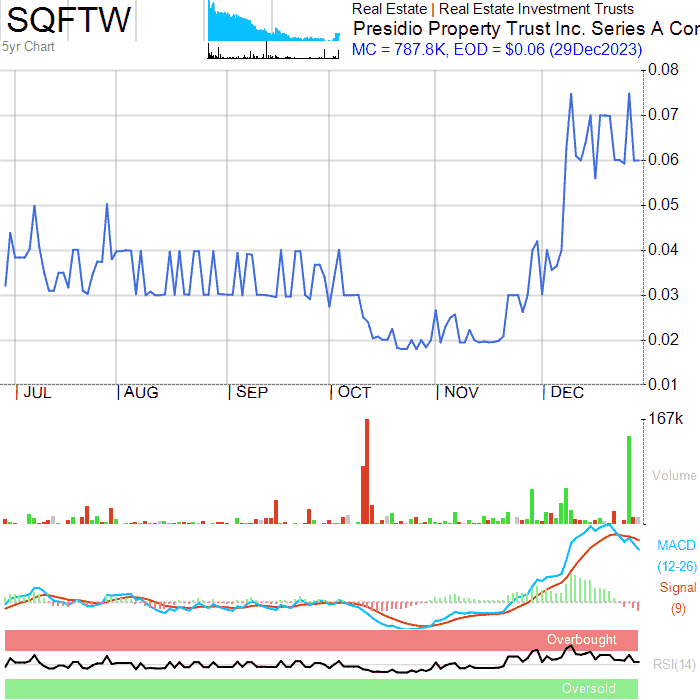 SQFTW
5yr Chart
Real Estate | Real Estate Investment Trusts
Presidio Property Trust Inc. Series A Cor
MC = 787.8K, EOD = $0.06 (29Dec2023)
0.08
0.07
0.06
0.05
0.04
0.03
0.02
0.01
JUL AUG SEP OCT NOV DEC
167k
Volume
MACD
(12-26)
Signal
(9)
Overbought
RSI(14)
Oversold